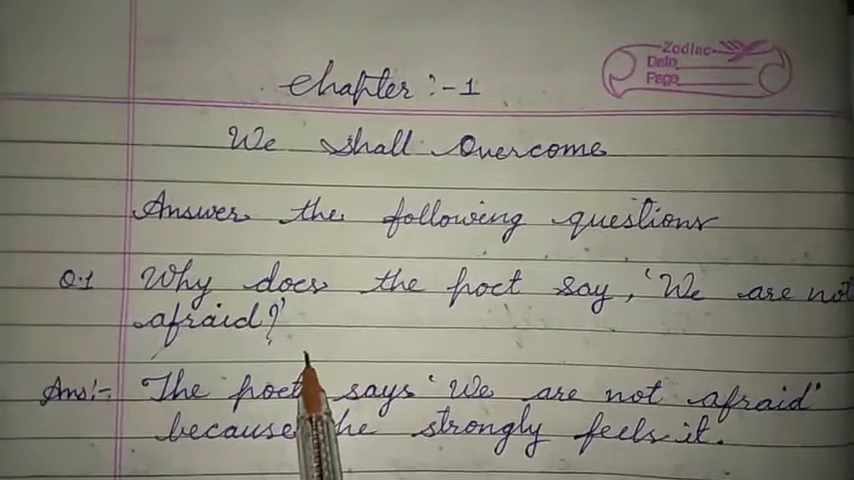 Zodiac
Date
Page
Chapter :- 1
We shall Overcome
Answer the following questions
Q.1 Why does the poet say, 'We are not
afraid?'
Ans:- The poet says 'We are not afraid'
because he strongly feels it.